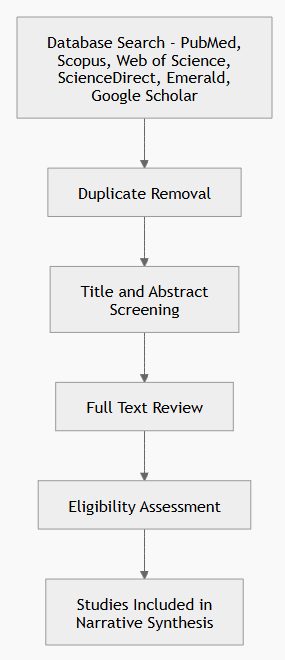 Database Search - PubMed,
Scopus, Web of Science,
ScienceDirect, Emerald,
Google Scholar
Duplicate Removal
Title and Abstract
Screening
Full Text Review
Eligibility Assessment
Studies Included in
Narrative Synthesis